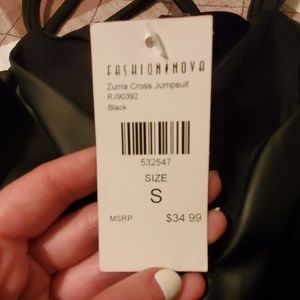 FASHION NOVA
Zuma Cross Jumpsuit
RJ90392
Black
532547
SIZE
S
MSRP $34.99